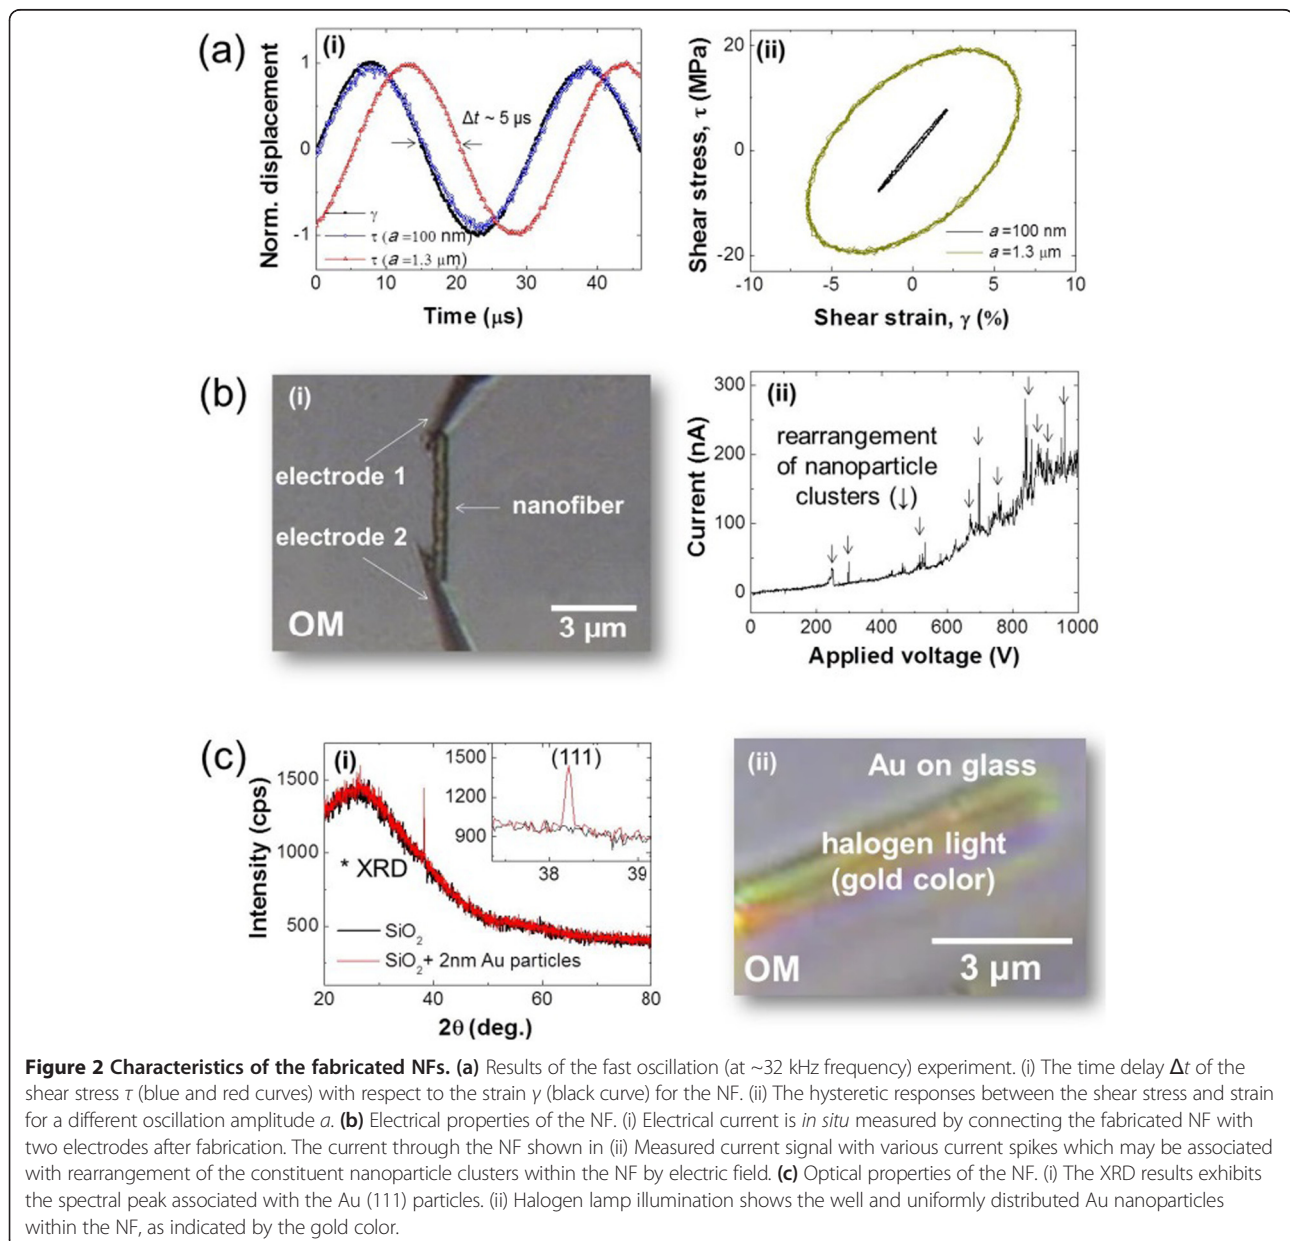 (a)
(i)
Norm. displacement
1
0
-1
Δt ~ 5 µs
γ
τ (a=100 nm)
τ (a=1.3 µm)
0 10 20 30 40
Time (µs)
(ii)
Shear stress, τ (MPa)
20
0
-20
a=100 nm
a=1.3 µm
-10 -5 0 5 10
Shear strain, γ (%)
(b)
(i)
electrode 1
nanofiber
electrode 2
OM
3 µm
(ii)
Current (nA)
300
200
100
0
rearrangement
of nanoparticle
clusters (↓)
0 200 400 600 800 1000
Applied voltage (V)
(c)
(i)
Intensity (cps)
1500
1000
500
* XRD
1500
1200
900
(111)
38 39
SiO2
SiO2+ 2nm Au particles
20 40 60 80
2θ (deg.)
(ii)
Au on glass
halogen light
(gold color)
OM
3 µm
Figure 2 Characteristics of the fabricated NFs. (a) Results of the fast oscillation (at ~32 kHz frequency) experiment. (i) The time delay Δt of the
shear stress τ (blue and red curves) with respect to the strain γ (black curve) for the NF. (ii) The hysteretic responses between the shear stress and strain
for a different oscillation amplitude a. (b) Electrical properties of the NF. (i) Electrical current is in situ measured by connecting the fabricated NF with
two electrodes after fabrication. The current through the NF shown in (ii) Measured current signal with various current spikes which may be associated
with rearrangement of the constituent nanoparticle clusters within the NF by electric field. (c) Optical properties of the NF. (i) The XRD results exhibits
the spectral peak associated with the Au (111) particles. (ii) Halogen lamp illumination shows the well and uniformly distributed Au nanoparticles
within the NF, as indicated by the gold color.